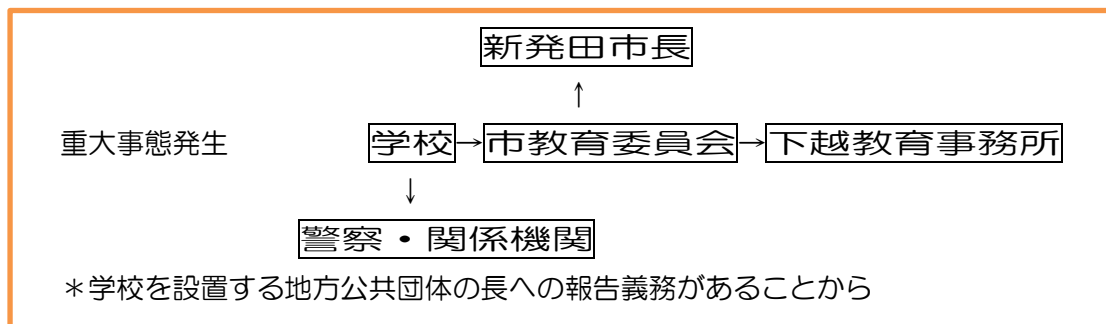 新発田市長
↑
重大事態発生 学校→市教育委員会→下越教育事務所
↓
警察・関係機関
＊学校を設置する地方公共団体の長への報告義務があることから